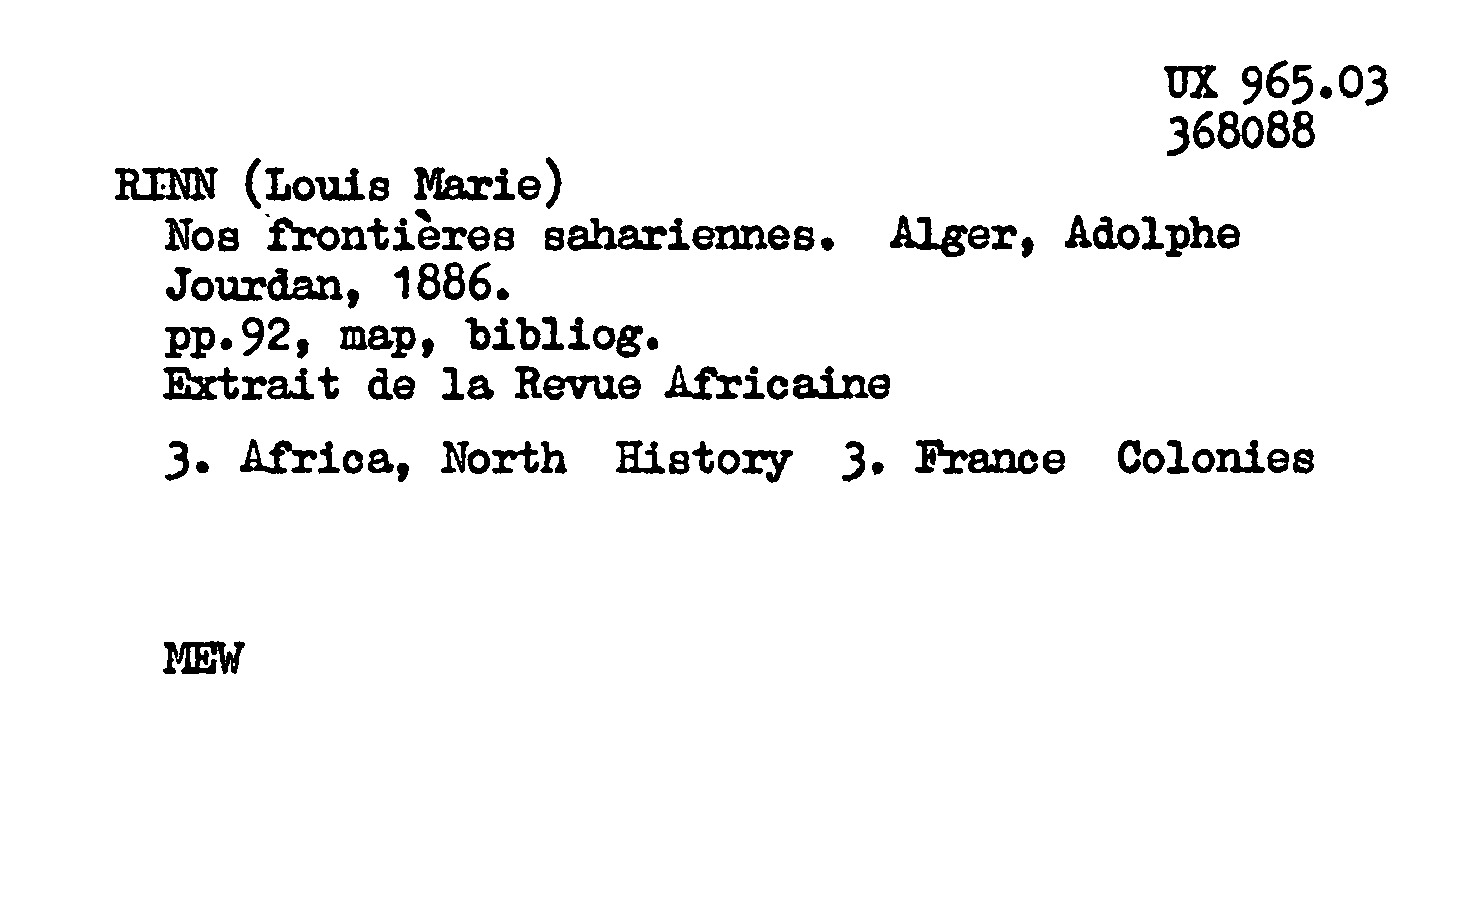 UX 965.03
368088
RINN (Louis Marie)
Nos frontières sahariennes. Alger, Adolphe
Jourdan, 1886.
pp.92, map, bibliog.
Extrait de la Revue Africaine
3. Africa, North History 3. France Colonies
MEW